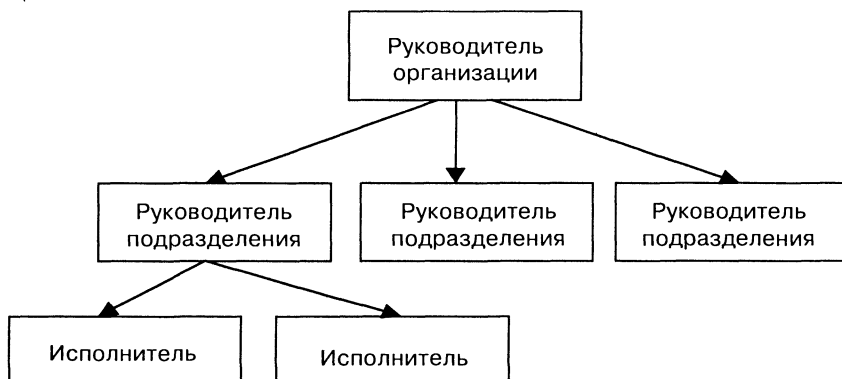 Руководитель
организации
Руководитель
подразделения
Руководитель
подразделения
Руководитель
подразделения
Исполнитель
Исполнитель